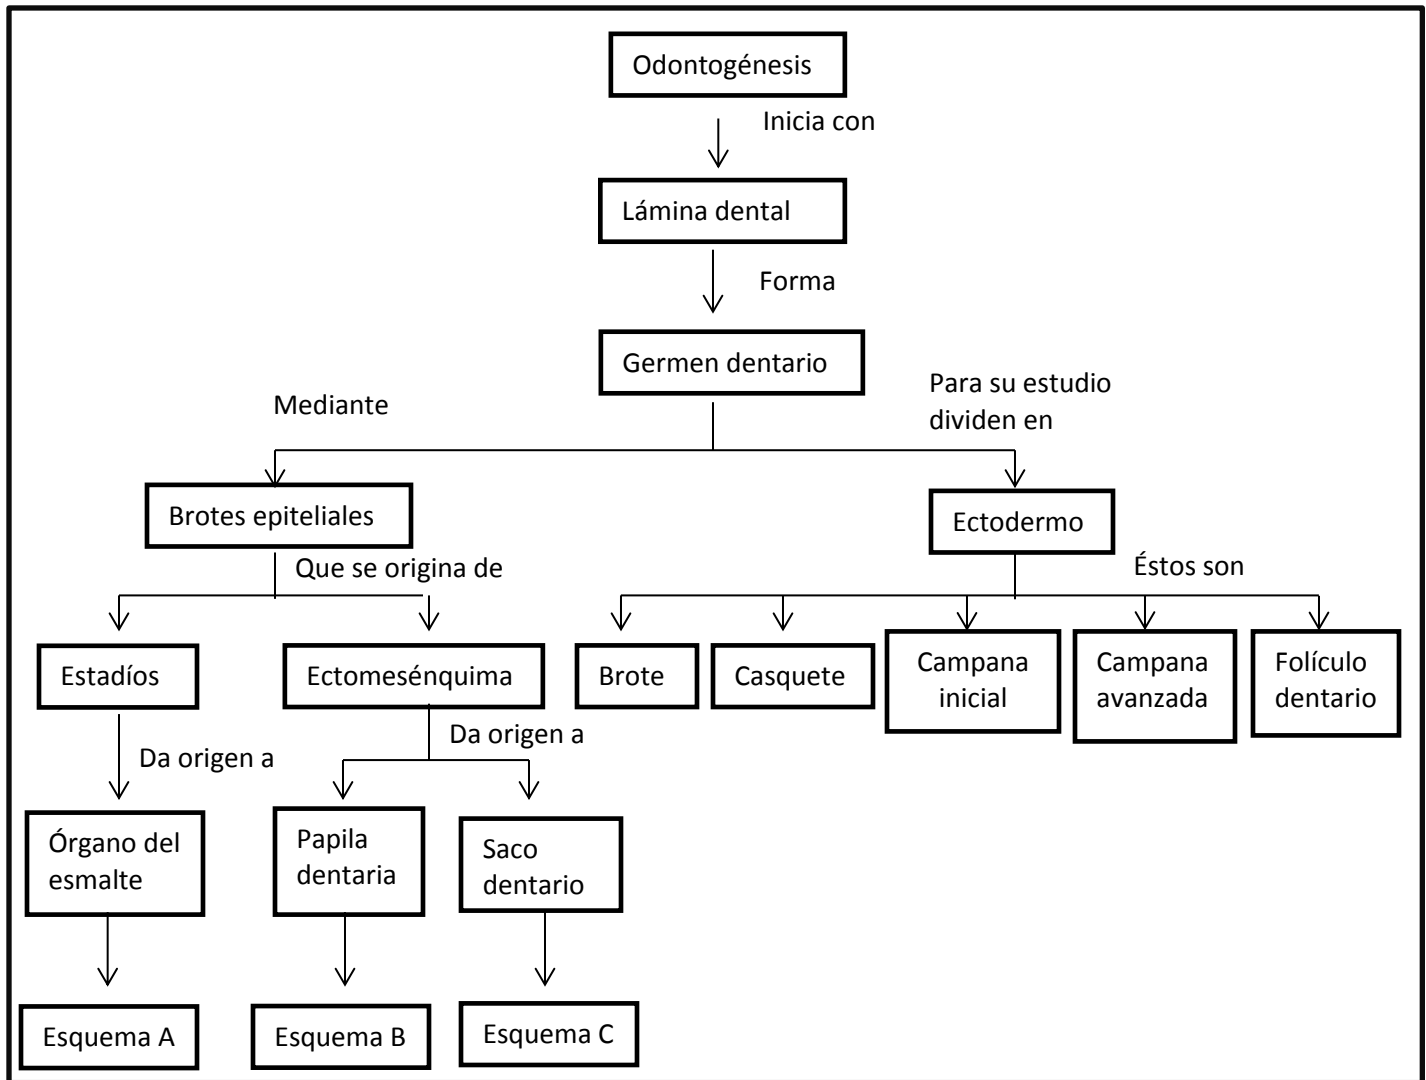 Odontogénesis
Inicia con
Lámina dental
Forma
Germen dentario
Mediante
Para su estudio
dividen en
Brotes epiteliales
Ectodermo
Que se origina de
Éstos son
Estadíos
Ectomesénquima
Brote
Casquete
Campana
inicial
Campana
avanzada
Folículo
dentario
Da origen a
Da origen a
Órgano del
esmalte
Papila
dentaria
Saco
dentario
Esquema A
Esquema B
Esquema C